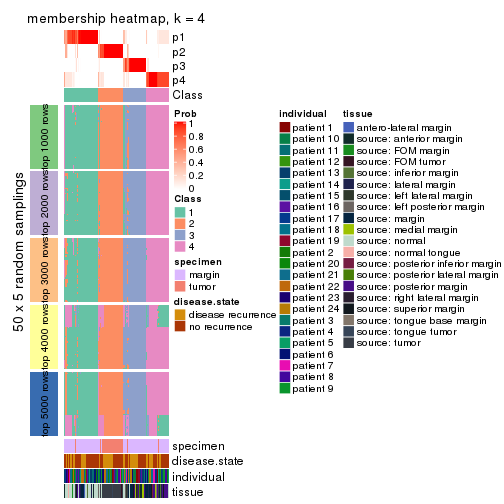 membership heatmap, k = 4
p1
p2
p3
p4
Class
50 x 5 random samplings
top 1000 rows
top 2000 rows
top 3000 rows
top 4000 rows
top 5000 rows
specimen
disease.state
individual
tissue
Prob
1
0.8
0.6
0.4
0.2
0
Class
1
2
3
4
specimen
margin
tumor
disease.state
disease recurrence
no recurrence
individual
patient 1
patient 10
patient 11
patient 12
patient 13
patient 14
patient 15
patient 16
patient 17
patient 18
patient 19
patient 2
patient 20
patient 21
patient 22
patient 23
patient 24
patient 3
patient 4
patient 5
patient 6
patient 7
patient 8
patient 9
tissue
antero-lateral margin
source: anterior margin
source: FOM margin
source: FOM tumor
source: inferior margin
source: lateral margin
source: left lateral margin
source: left posterior margin
source: margin
source: medial margin
source: normal
source: normal tongue
source: posterior inferior margin
source: posterior lateral margin
source: posterior margin
source: right lateral margin
source: superior margin
source: tongue base margin
source: tongue tumor
source: tumor